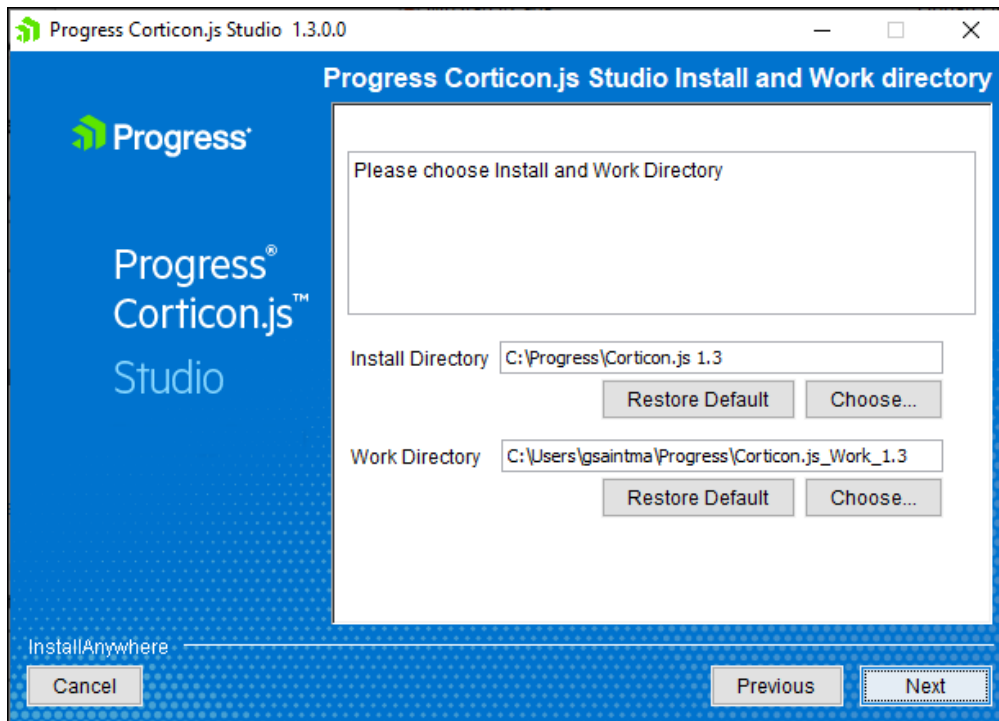 Progress Corticon.js Studio 1.3.0.0
Progress Corticon.js Studio Install and Work directory
Progress
Progress®
Corticon.js™
Studio
Please choose Install and Work Directory
Install Directory C:\Progress\Corticon.js 1.3
Restore Default Choose...
Work Directory C:\Users\gsaintma\Progress\Corticon.js_Work_1.3
Restore Default Choose...
InstallAnywhere
Cancel Previous Next